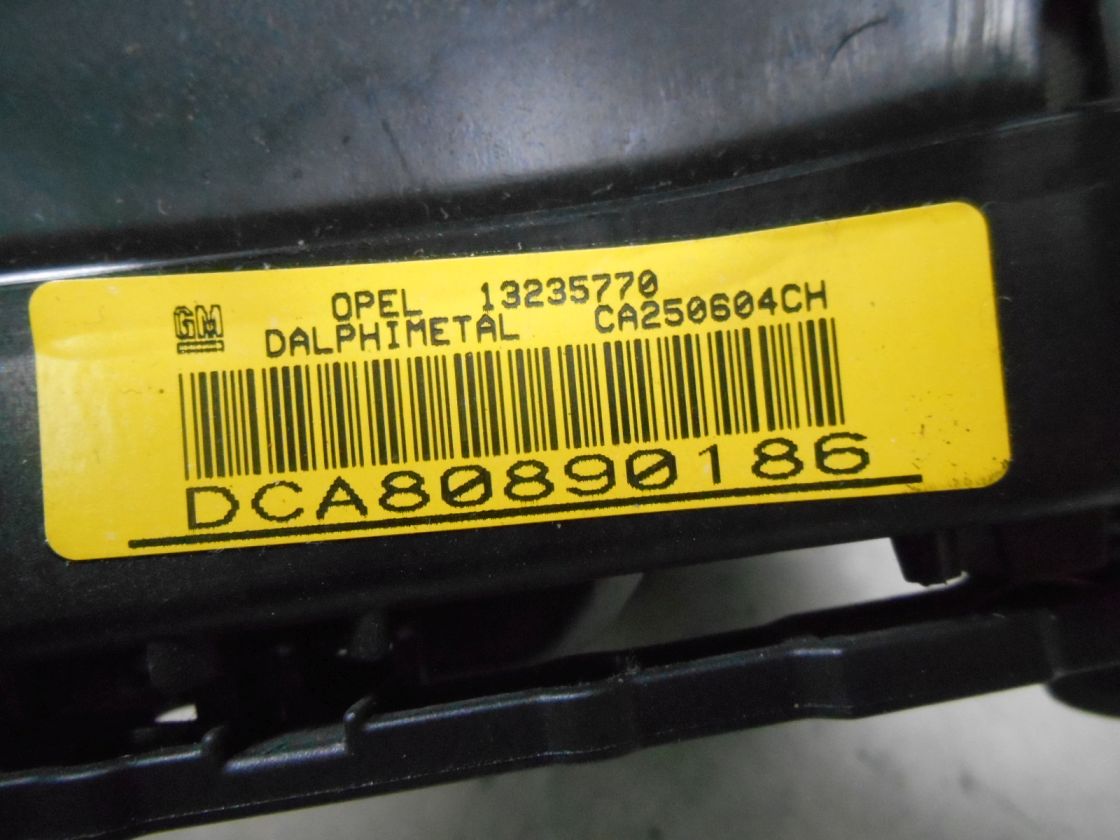 GM OPEL 13235770
DALPHIMETAL CA250604CH
DCA80890186